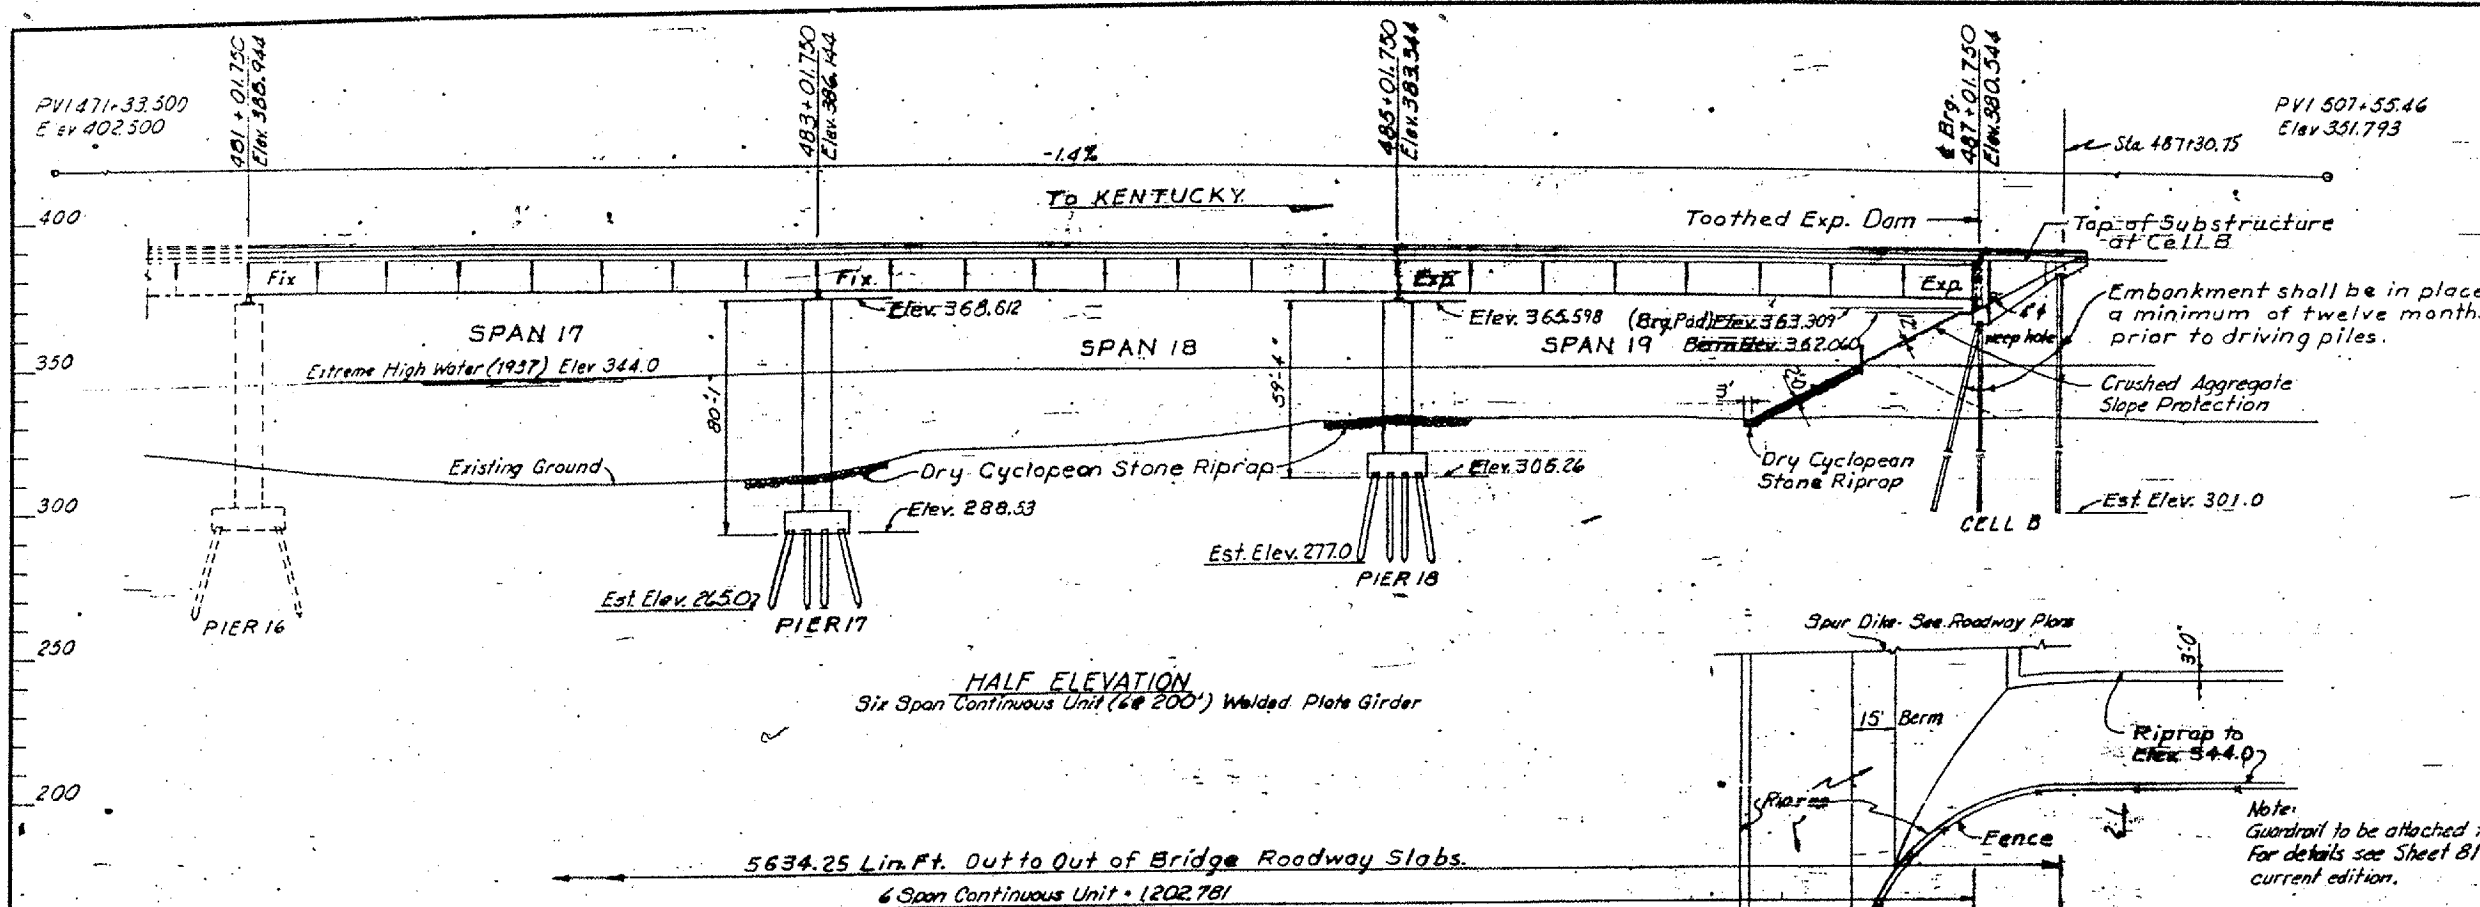 481 + 01.750
Elev. 388.944
483 + 01.750
Elev. 386.144
485 + 01.750
Elev. 383.344
℄ Brg.
487 + 01.750
Elev. 380.544
PVI 471+33.500
Elev 402.500
PVI 507+55.46
Elev 351.793
Sta 487+30.75
-1.4%
To KENTUCKY
400
350
300
250
200
Toothed Exp. Dam
Top of Substructure
at Cell B
Fix
Fix.
Exp.
Exp.
Elev. 368.612
Elev. 365.598
(Brg. Pad) Elev. 363.309
Berm Elev. 362.060
SPAN 17
SPAN 18
SPAN 19
Embankment shall be in place
a minimum of twelve months
prior to driving piles.
weep hole
Extreme High Water (1937) Elev 344.0
80'-1"
59'-4"
3'
2'-0"
Crushed Aggregate
Slope Protection
Existing Ground
Dry Cyclopean Stone Riprap
Elev. 306.26
Dry Cyclopean
Stone Riprap
Elev. 288.53
Est. Elev. 301.0
CELL B
Est. Elev. 277.0
PIER 18
Est. Elev. 265.0
PIER 16
PIER 17
HALF ELEVATION
Six Span Continuous Unit (6@ 200') Welded Plate Girder
Spur Dike - See Roadway Plans
3'-0"
15' Berm
Riprap to
Elev. 344.0
Riprap
Fence
2:1
Note:
Guardrail to be attached
For details see Sheet 81
current edition.
5634.25 Lin. Ft. Out to Out of Bridge Roadway Slabs.
6 Span Continuous Unit = 1202.781